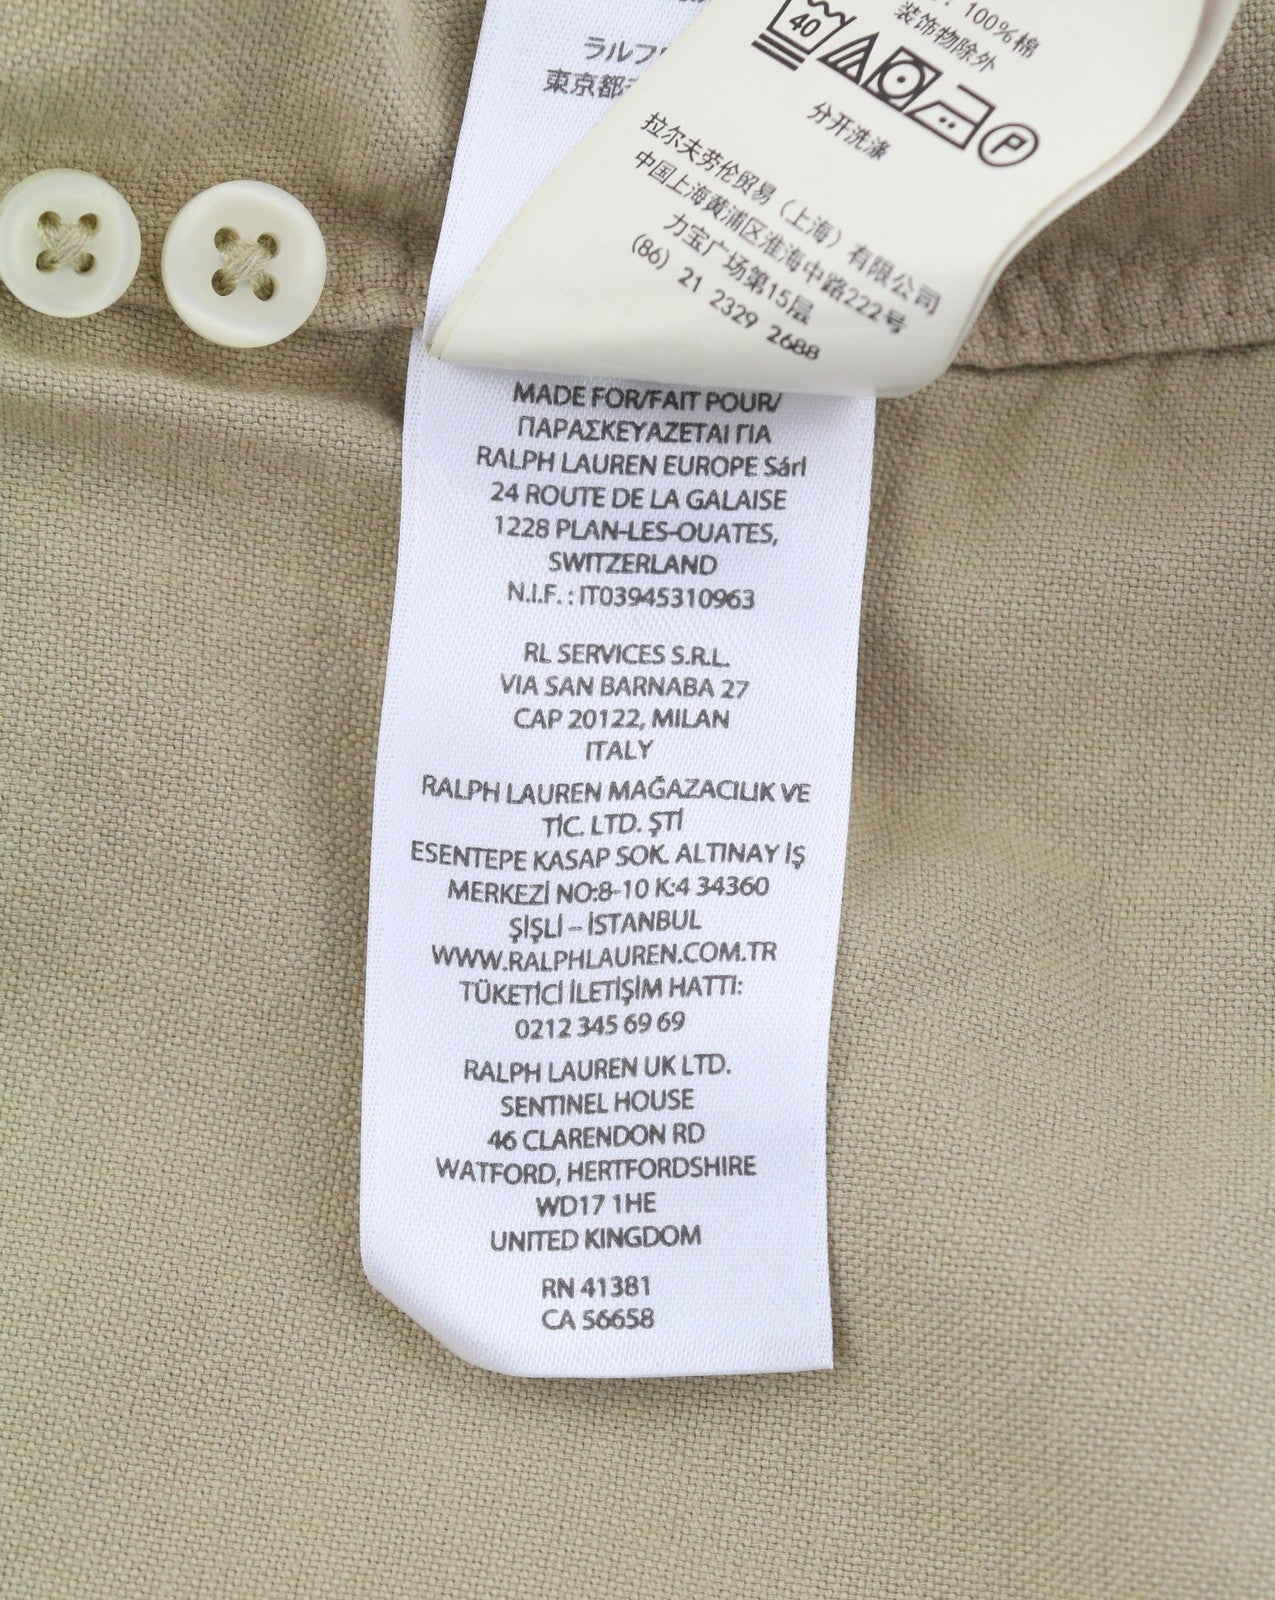 ラルフ
東京都
100%棉
装饰物除外
40
P
分开洗涤
拉尔夫劳伦贸易（上海）有限公司
中国上海黄浦区淮海中路222号
力宝广场第15层
(86) 21 2329 2688
MADE FOR/FAIT POUR/
ΠΑΡΑΣΚΕΥΑΖΕΤΑΙ ΓΙΑ
RALPH LAUREN EUROPE Sárl
24 ROUTE DE LA GALAISE
1228 PLAN-LES-OUATES,
SWITZERLAND
N.I.F. : IT03945310963
RL SERVICES S.R.L.
VIA SAN BARNABA 27
CAP 20122, MILAN
ITALY
RALPH LAUREN MAĞAZACILIK VE
TİC. LTD. ŞTİ
ESENTEPE KASAP SOK. ALTINAY İŞ
MERKEZİ NO:8-10 K:4 34360
ŞİŞLİ – İSTANBUL
WWW.RALPHLAUREN.COM.TR
TÜKETİCİ İLETİŞİM HATTI:
0212 345 69 69
RALPH LAUREN UK LTD.
SENTINEL HOUSE
46 CLARENDON RD
WATFORD, HERTFORDSHIRE
WD17 1HE
UNITED KINGDOM
RN 41381
CA 56658